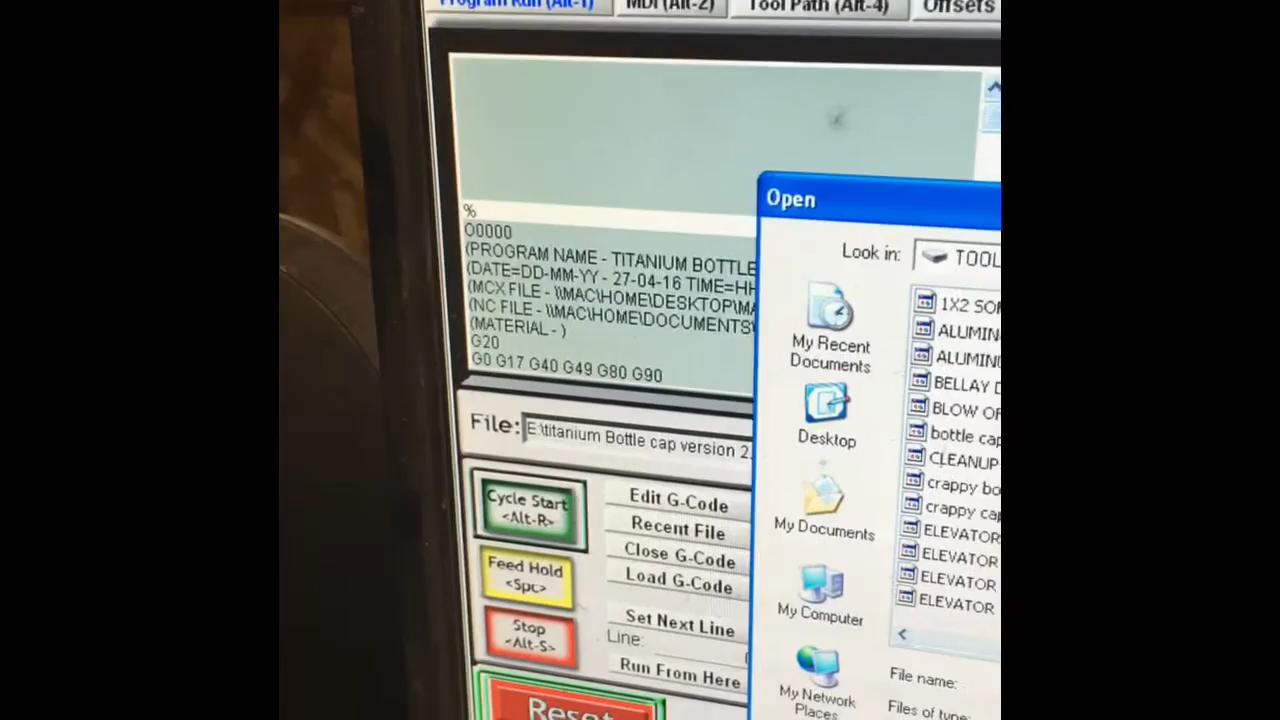 Program Run (Alt-1) MDI (Alt-2) Tool Path (Alt-4) Offsets
%
O0000
(PROGRAM NAME - TITANIUM BOTTLE
(DATE=DD-MM-YY - 27-04-16 TIME=HH
(MCX FILE - \\MAC\HOME\DESKTOP\MA
(NC FILE - \\MAC\HOME\DOCUMENTS\
(MATERIAL - )
G20
G0 G17 G40 G49 G80 G90
File: E:\titanium Bottle cap version 2.
Cycle Start
<Alt-R>
Feed Hold
<Spc>
Stop
<Alt-S>
Reset
Edit G-Code
Recent File
Close G-Code
Load G-Code
Set Next Line
Line:
Run From Here
Open
Look in: TOOL
My Recent
Documents
Desktop
My Documents
My Computer
My Network
Places
1X2 SO
ALUMIN
ALUMIN
BELLAY
BLOW OF
bottle cap
CLEANUP
crappy bo
crappy cap
ELEVATOR
ELEVATOR
ELEVATOR
ELEVATOR
File name:
Files of type: